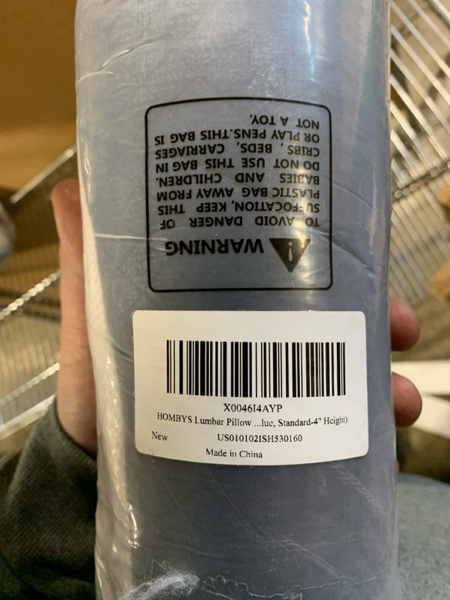 WARNING
TO AVOID DANGER OF
SUFFOCATION, KEEP THIS
PLASTIC BAG AWAY FROM
BABIES AND CHILDREN.
DO NOT USE THIS BAG IN
CRIBS, BEDS, CARRIAGES
OR PLAY PENS.THIS BAG IS
NOT A TOY.
X0046I4AYP
HOMBYS Lumbar Pillow ...lue, Standard-4" Height)
New US010102ISH530160
Made in China